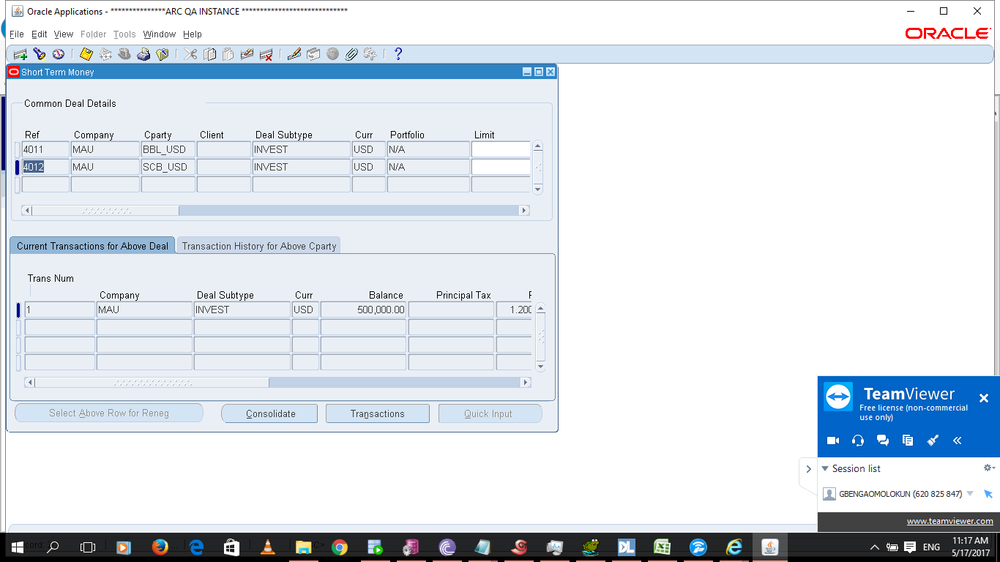 Oracle Applications - ***************ARC QA INSTANCE ****************************
File Edit View Folder Tools Window Help
ORACLE
Short Term Money
Common Deal Details
Ref Company Cparty Client Deal Subtype Curr Portfolio Limit
4011 MAU BBL_USD INVEST USD N/A
4012 MAU SCB_USD INVEST USD N/A
Current Transactions for Above Deal Transaction History for Above Cparty
Trans Num
Company Deal Subtype Curr Balance Principal Tax
1 MAU INVEST USD 500,000.00 1.200
Select Above Row for Reneg Consolidate Transactions Quick Input
TeamViewer
Free license (non-commercial
use only)
Session list
GBENGAOMOLOKUN (620 825 847)
www.teamviewer.com
DL
ENG
11:17 AM
5/17/2017